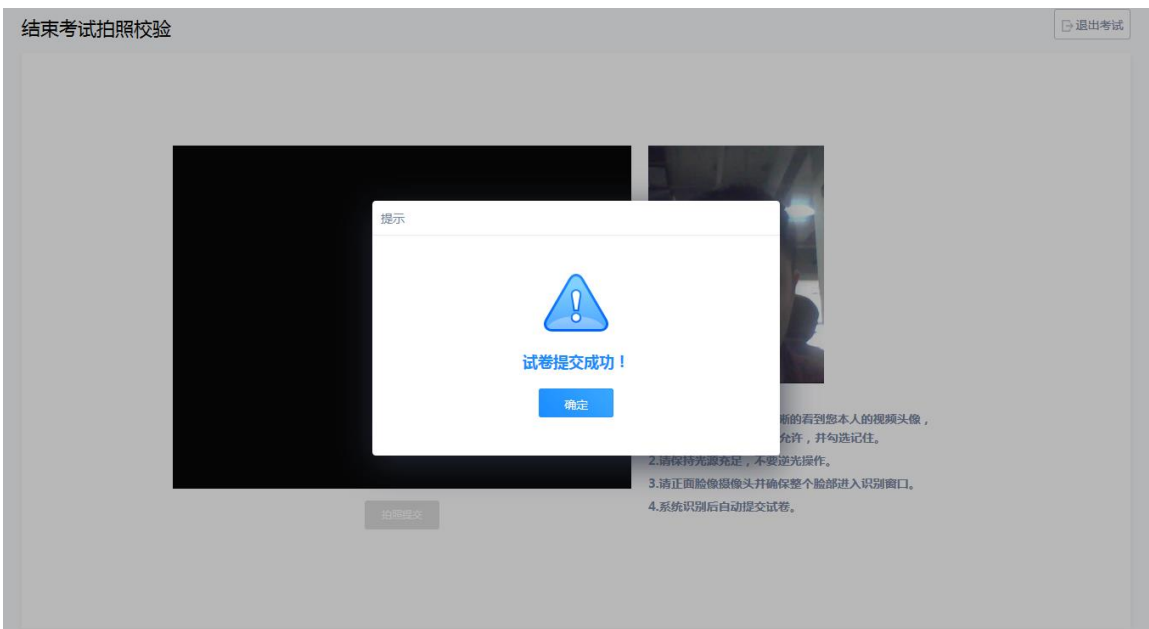 结束考试拍照校验
退出考试
提示
试卷提交成功！
确定
晰的看到您本人的视频头像，
允许，并勾选记住。
2.请保持光源充足，不要逆光操作。
3.请正面脸像摄像头并确保整个脸部进入识别窗口。
4.系统识别后自动提交试卷。
拍照提交